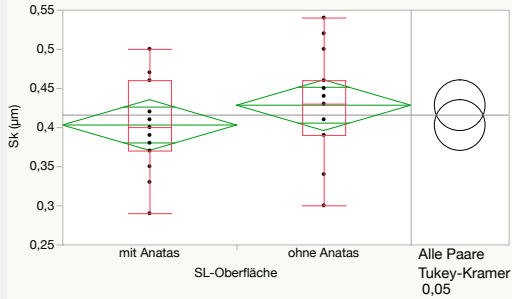 0,55
0,5
0,45
0,4
0,35
0,3
0,25
Sk (µm)
mit Anatas
ohne Anatas
SL-Oberfläche
Alle Paare
Tukey-Kramer
0,05